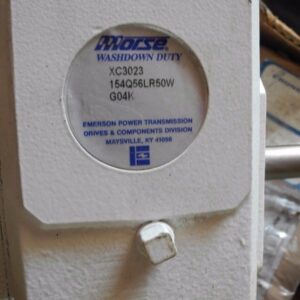 Morse
WASHDOWN DUTY
XC3023
154Q56LR50W
G04K
EMERSON POWER TRANSMISSION
DRIVES & COMPONENTS DIVISION
MAYSVILLE, KY 41056